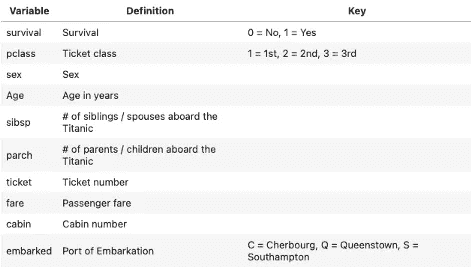 Variable Definition Key
survival Survival 0 = No, 1 = Yes
pclass Ticket class 1 = 1st, 2 = 2nd, 3 = 3rd
sex Sex
Age Age in years
sibsp # of siblings / spouses aboard the
Titanic
parch # of parents / children aboard the
Titanic
ticket Ticket number
fare Passenger fare
cabin Cabin number
embarked Port of Embarkation C = Cherbourg, Q = Queenstown, S =
Southampton